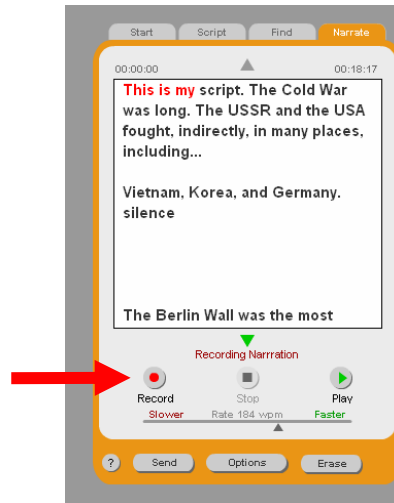 Start Script Find Narrate
00:00:00 00:18:17
This is my script. The Cold War
was long. The USSR and the USA
fought, indirectly, in many places,
including...
Vietnam, Korea, and Germany.
silence
The Berlin Wall was the most
Recording Narrration
Record Stop Play
Slower Rate 184 wpm Faster
? Send Options Erase